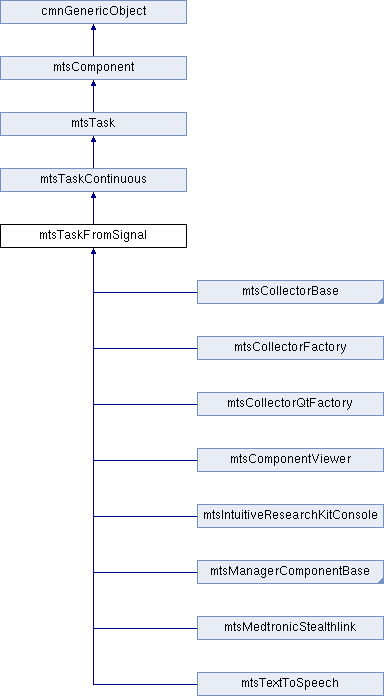 cmnGenericObject
mtsComponent
mtsTask
mtsTaskContinuous
mtsTaskFromSignal
mtsCollectorBase
mtsCollectorFactory
mtsCollectorQtFactory
mtsComponentViewer
mtsIntuitiveResearchKitConsole
mtsManagerComponentBase
mtsMedtronicStealthlink
mtsTextToSpeech